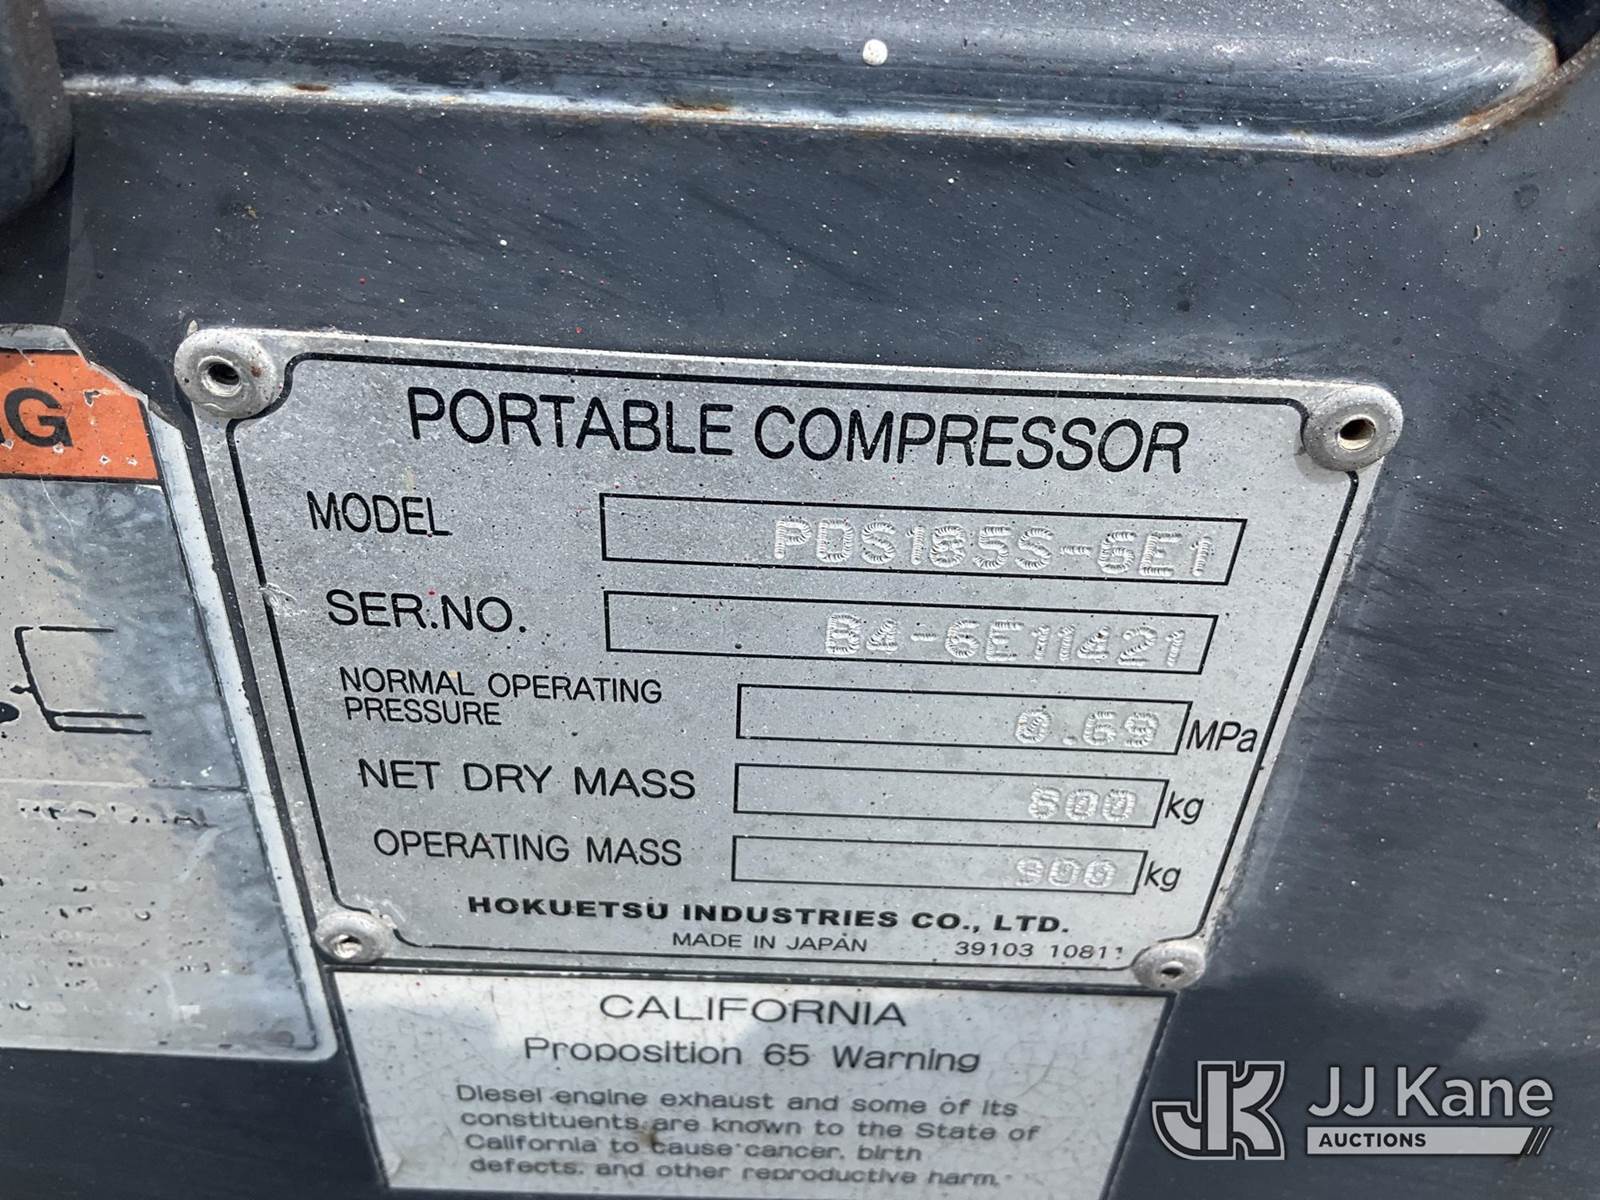 PORTABLE COMPRESSOR
MODEL PDS185S-6E1
SER.NO. B4-6E11421
NORMAL OPERATING
PRESSURE 0.69 MPa
NET DRY MASS 800 kg
OPERATING MASS 900 kg
HOKUETSU INDUSTRIES CO., LTD.
MADE IN JAPAN 39103 10811
CALIFORNIA
Proposition 65 Warning
Diesel engine exhaust and some of its
constituents are known to the State of
California to cause cancer, birth
defects, and other reproductive harm.
JJ Kane
AUCTIONS